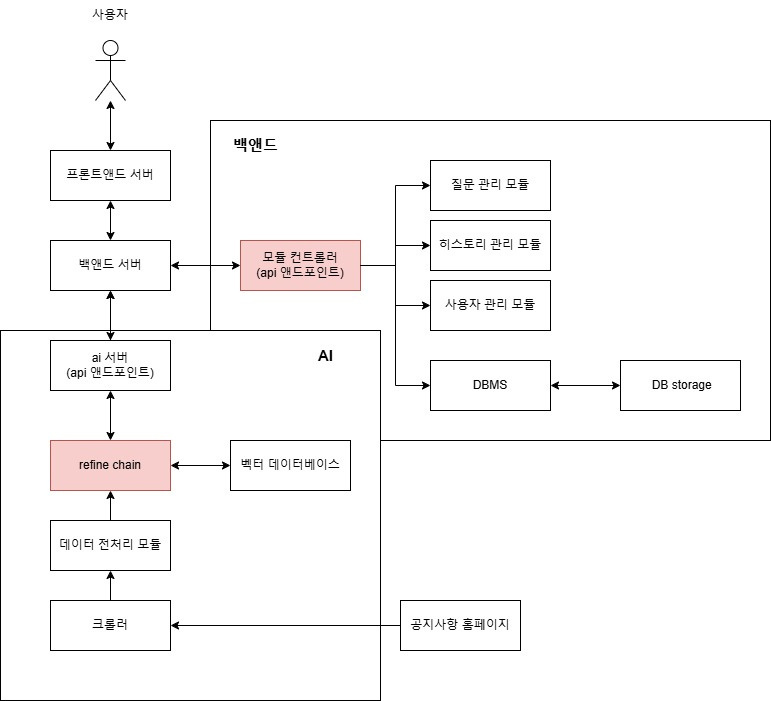 사용자
프론트앤드 서버
백앤드
질문 관리 모듈
히스토리 관리 모듈
백앤드 서버
모듈 컨트롤러
(api 앤드포인트)
사용자 관리 모듈
ai 서버
(api 앤드포인트)
AI
DBMS
DB storage
refine chain
벡터 데이터베이스
데이터 전처리 모듈
크롤러
공지사항 홈페이지